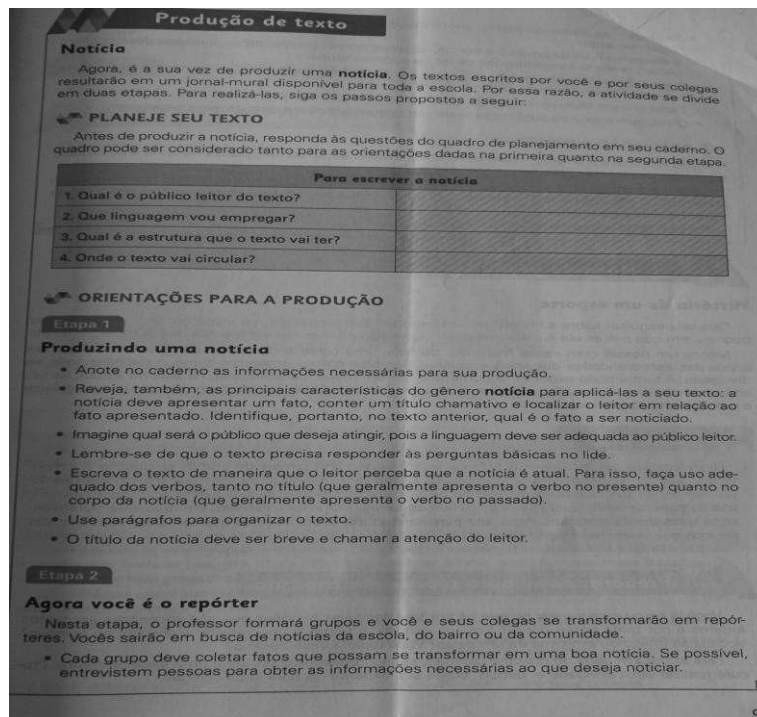 Produção de texto
Notícia
Agora, é a sua vez de produzir uma notícia. Os textos escritos por você e por seus colegas
resultarão em um jornal-mural disponível para toda a escola. Por essa razão, a atividade se divide
em duas etapas. Para realizá-las, siga os passos propostos a seguir:
PLANEJE SEU TEXTO
Antes de produzir a notícia, responda às questões do quadro de planejamento em seu caderno. O
quadro pode ser considerado tanto para as orientações dadas na primeira quanto na segunda etapa.
Para escrever a notícia
1. Qual é o público leitor do texto?
2. Que linguagem vou empregar?
3. Qual é a estrutura que o texto vai ter?
4. Onde o texto vai circular?
ORIENTAÇÕES PARA A PRODUÇÃO
Etapa 1
Produzindo uma notícia
• Anote no caderno as informações necessárias para sua produção.
• Reveja, também, as principais características do gênero notícia para aplicá-las a seu texto: a
notícia deve apresentar um fato, conter um título chamativo e localizar o leitor em relação ao
fato apresentado. Identifique, portanto, no texto anterior, qual é o fato a ser noticiado.
• Imagine qual será o público que deseja atingir, pois a linguagem deve ser adequada ao público leitor.
• Lembre-se de que o texto precisa responder às perguntas básicas no lide.
• Escreva o texto de maneira que o leitor perceba que a notícia é atual. Para isso, faça uso ade-
quado dos verbos, tanto no título (que geralmente apresenta o verbo no presente) quanto no
corpo da notícia (que geralmente apresenta o verbo no passado).
• Use parágrafos para organizar o texto.
• O título da notícia deve ser breve e chamar a atenção do leitor.
Etapa 2
Agora você é o repórter
Nesta etapa, o professor formará grupos e você e seus colegas se transformarão em repór-
teres. Vocês sairão em busca de notícias da escola, do bairro ou da comunidade.
• Cada grupo deve coletar fatos que possam se transformar em uma boa notícia. Se possível,
entrevistem pessoas para obter as informações necessárias ao que deseja noticiar.